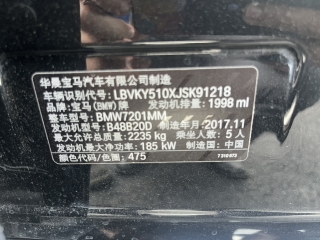 华晨宝马汽车有限公司制造
车辆识别代号: LBVKY510XJSK91218
品牌: 宝马(BMW)牌 发动机排量: 1998 ml
整车型号: BMW7201MM
发动机型号: B48B20D 制造年月: 2017.11
最大允许总质量: 2235 kg 乘坐人数: 5人
发动机最大净功率: 185 kW 制造国: 中国
颜色代码/色圈: 475